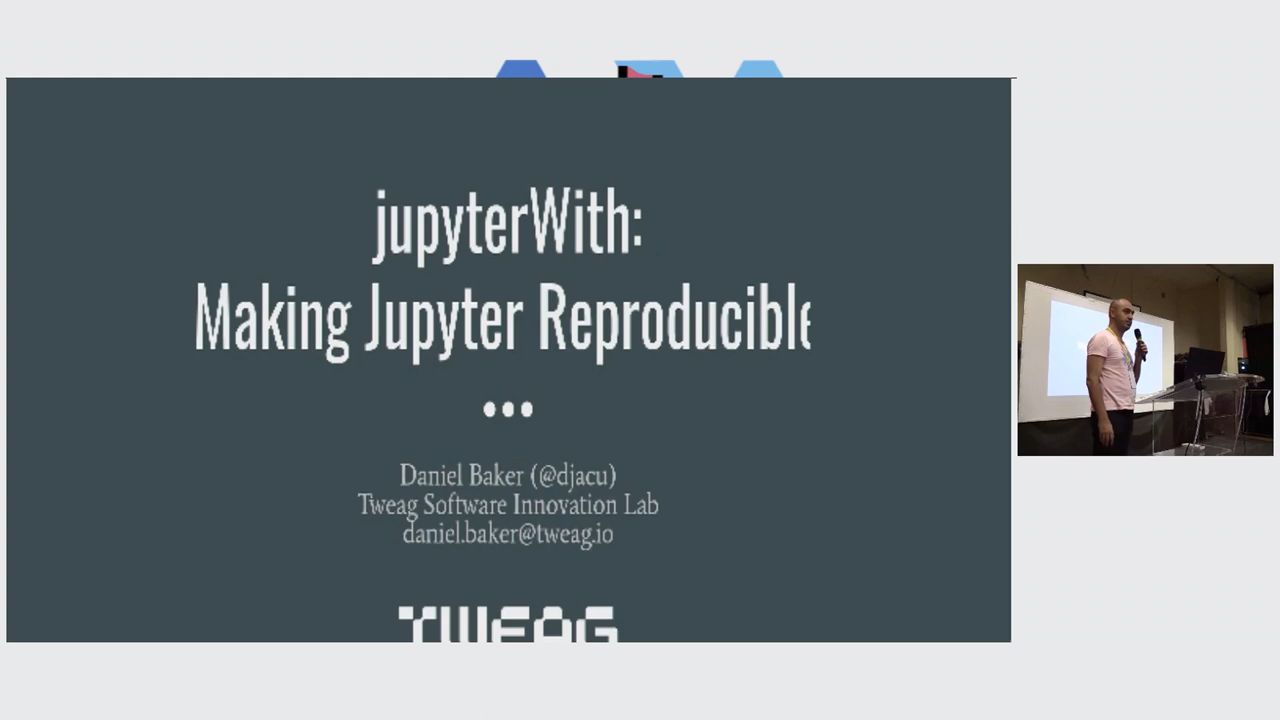 jupyterWith:
Making Jupyter Reproducible
Daniel Baker (@djacu)
Tweag Software Innovation Lab
daniel.baker@tweag.io
TWEAG